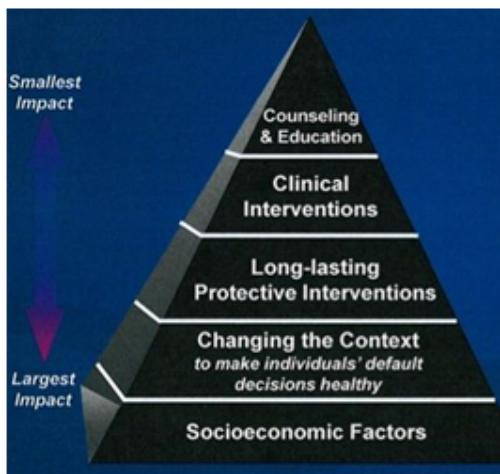 Smallest
Impact
Counseling
& Education
Clinical
Interventions
Long-lasting
Protective Interventions
Changing the Context
to make individuals' default
decisions healthy
Largest
Impact
Socioeconomic Factors